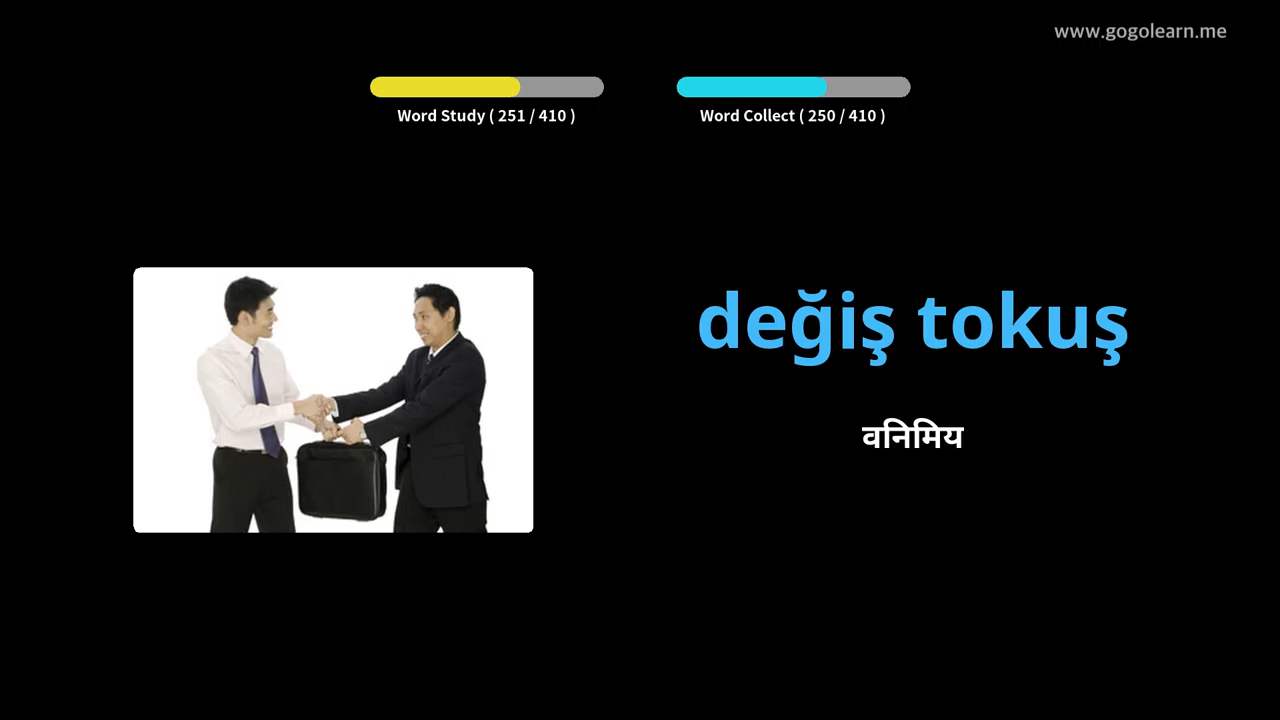 www.gogolearn.me
Word Study ( 251 / 410 )
Word Collect ( 250 / 410 )
değiş tokuş
वनिमिय